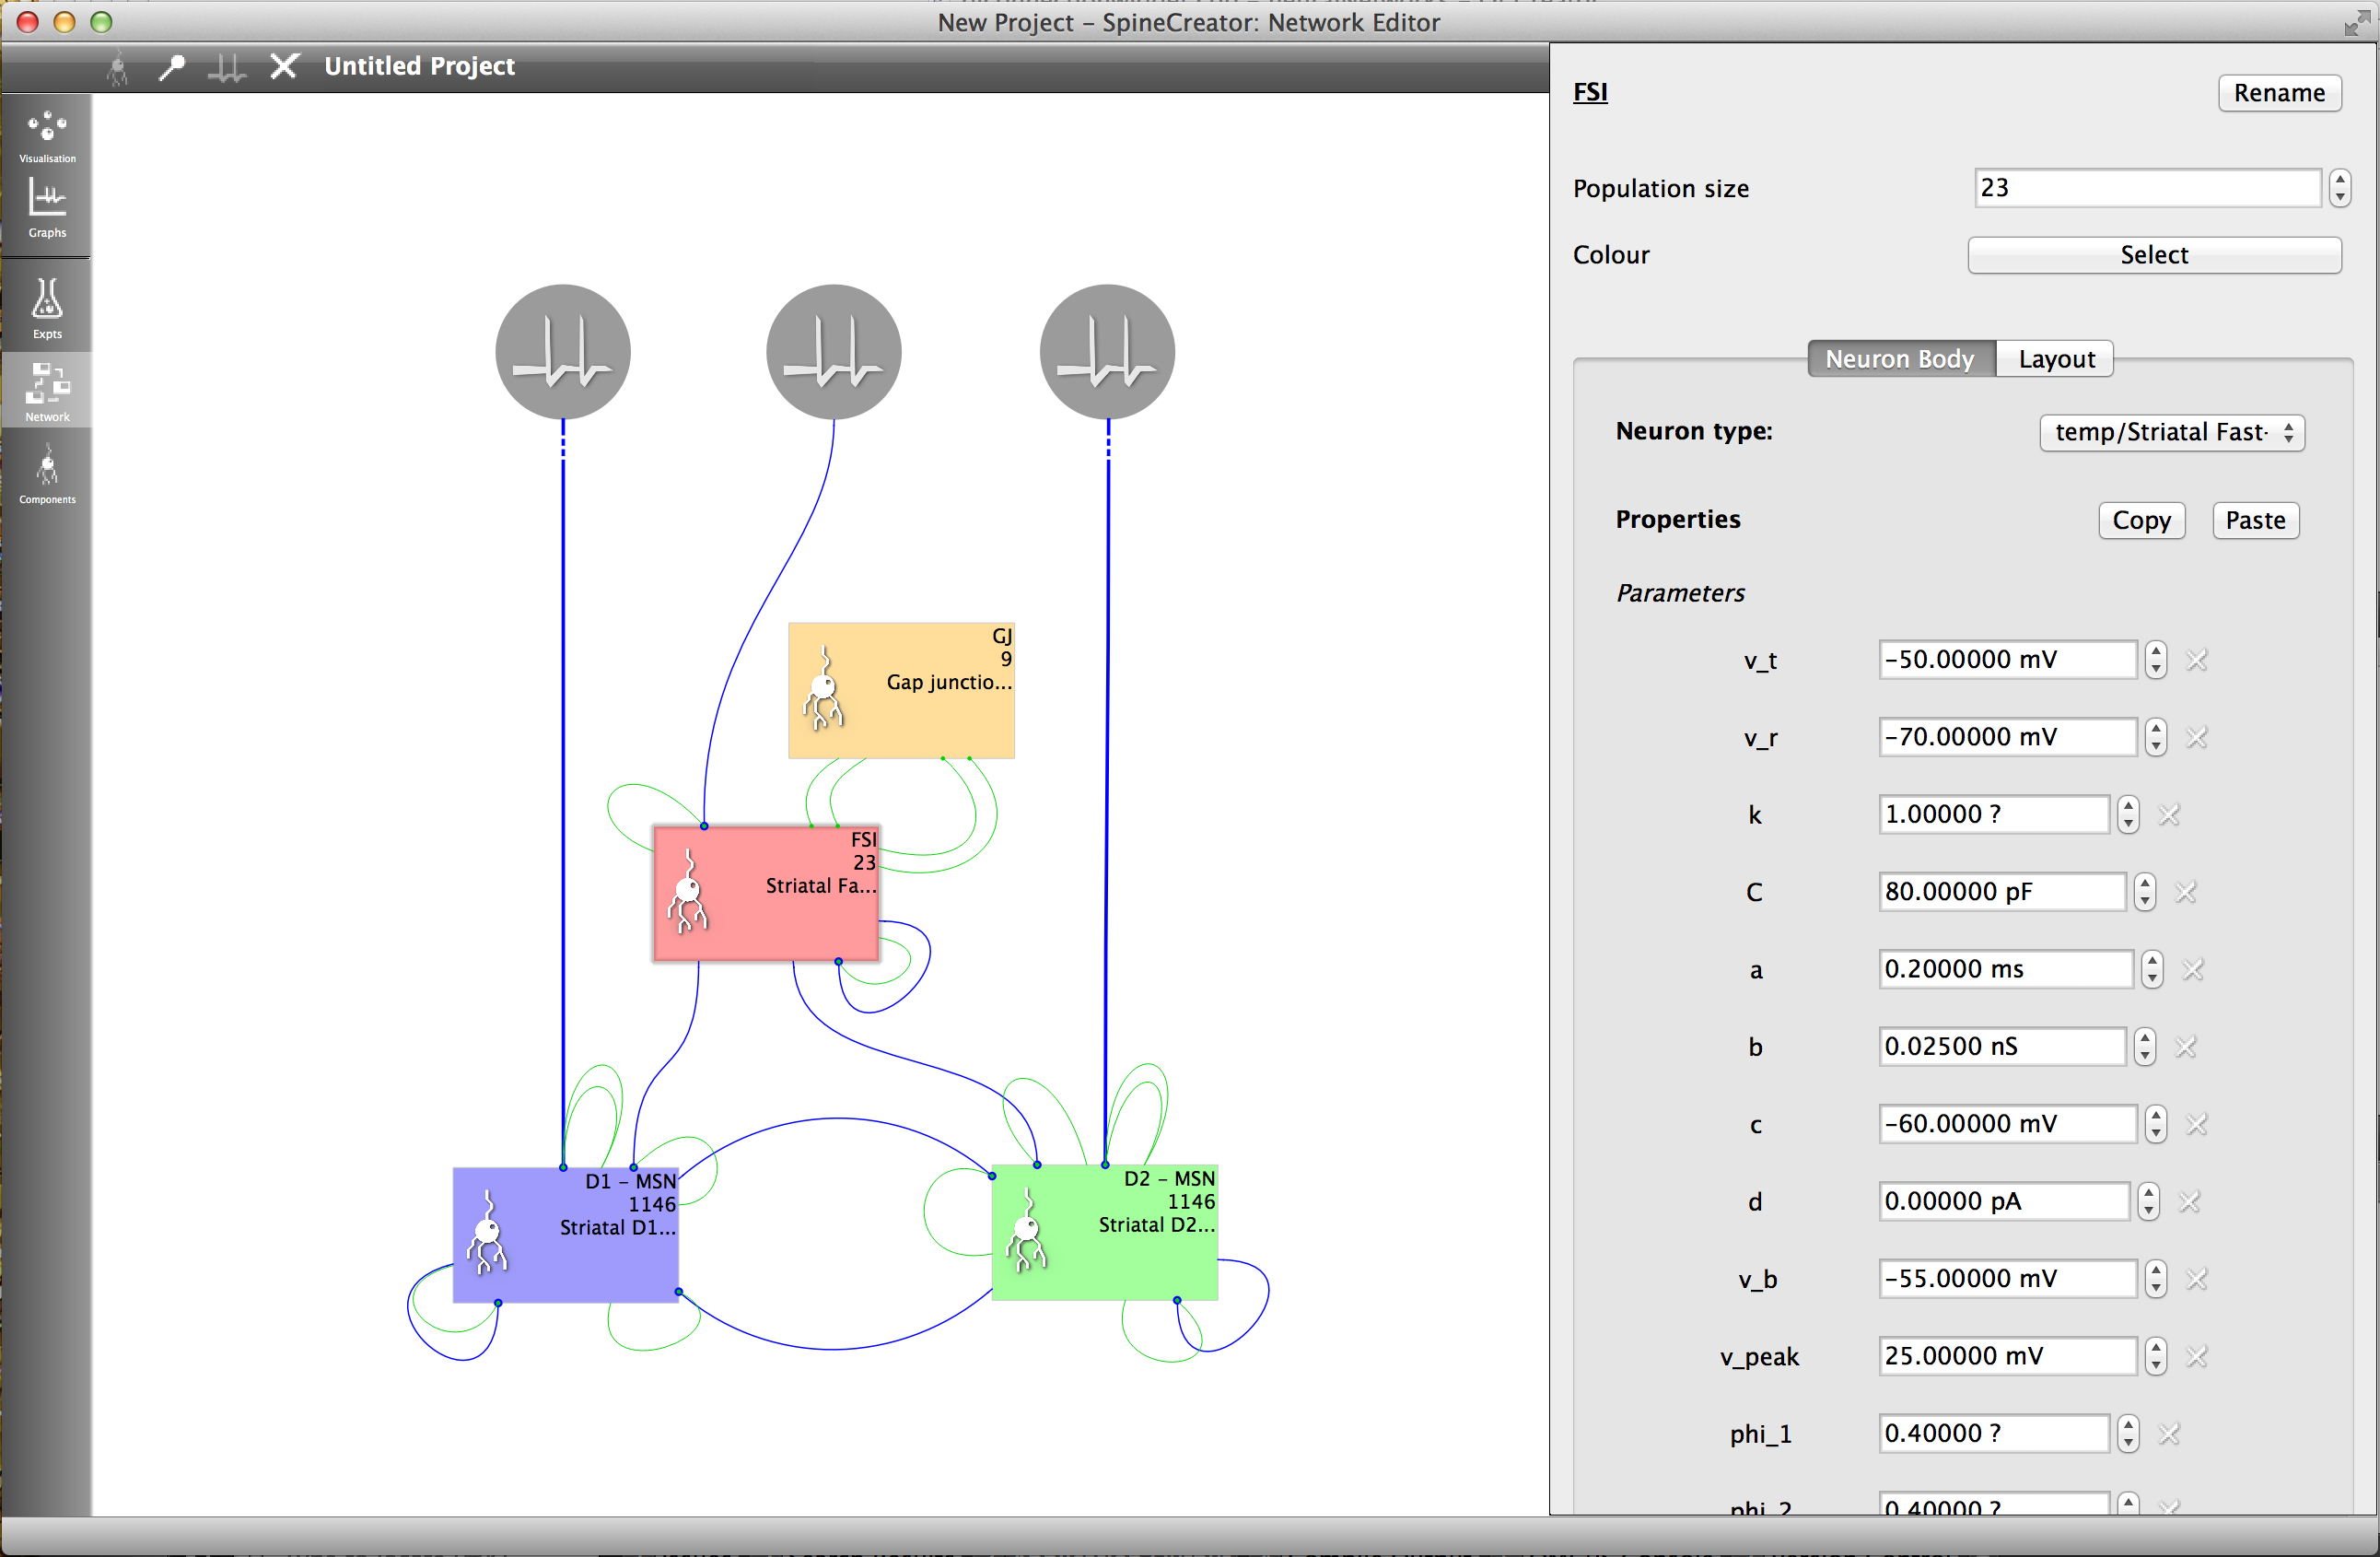 New Project – SpineCreator: Network Editor
Untitled Project
Visualisation
Graphs
Expts
Network
Components
GJ
9
Gap junctio...
FSI
23
Striatal Fa...
D1 – MSN
1146
Striatal D1...
D2 – MSN
1146
Striatal D2...
FSI Rename
Population size 23
Colour Select
Neuron Body Layout
Neuron type: temp/Striatal Fast-
Properties Copy Paste
Parameters
v_t -50.00000 mV
v_r -70.00000 mV
k 1.00000 ?
C 80.00000 pF
a 0.20000 ms
b 0.02500 nS
c -60.00000 mV
d 0.00000 pA
v_b -55.00000 mV
v_peak 25.00000 mV
phi_1 0.40000 ?
phi_2 0.40000 ?